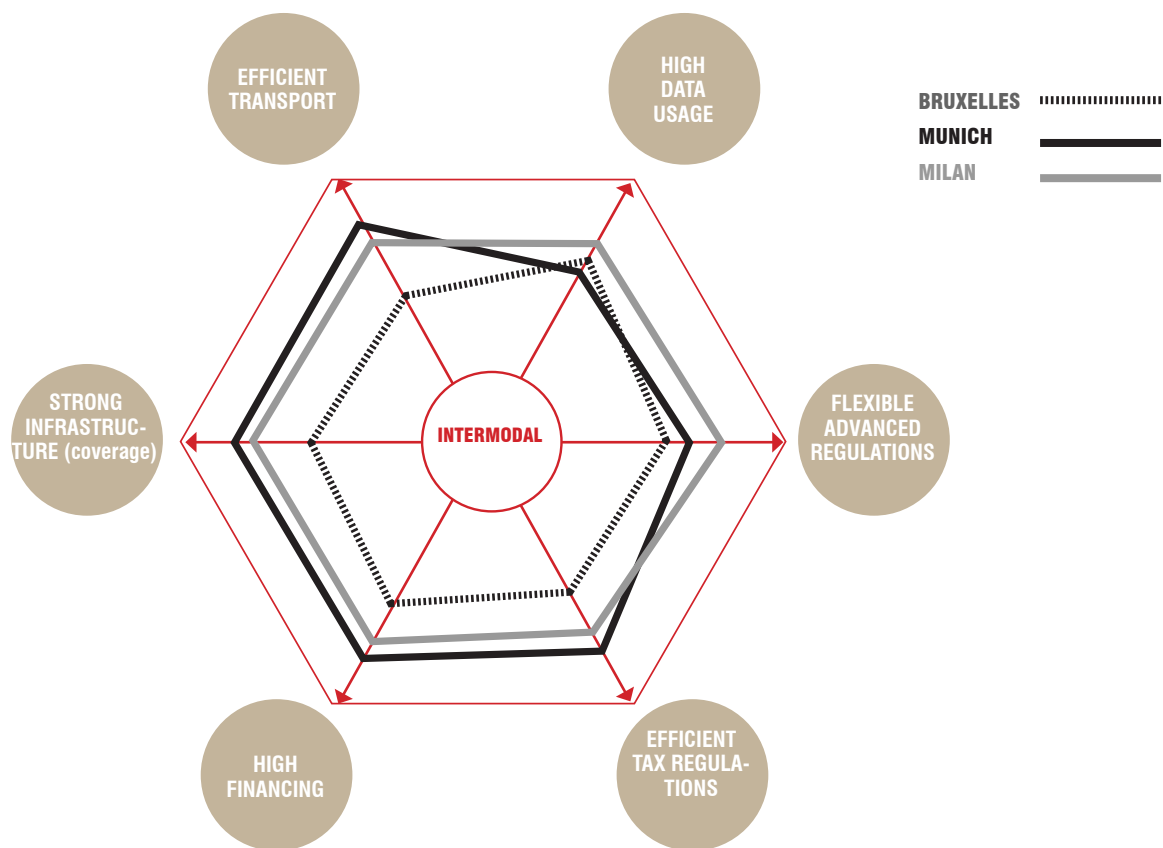 EFFICIENT
TRANSPORT
HIGH
DATA
USAGE
BRUXELLES
MUNICH
MILAN
STRONG
INFRASTRUC-
TURE (coverage)
INTERMODAL
FLEXIBLE
ADVANCED
REGULATIONS
HIGH
FINANCING
EFFICIENT
TAX REGULA-
TIONS